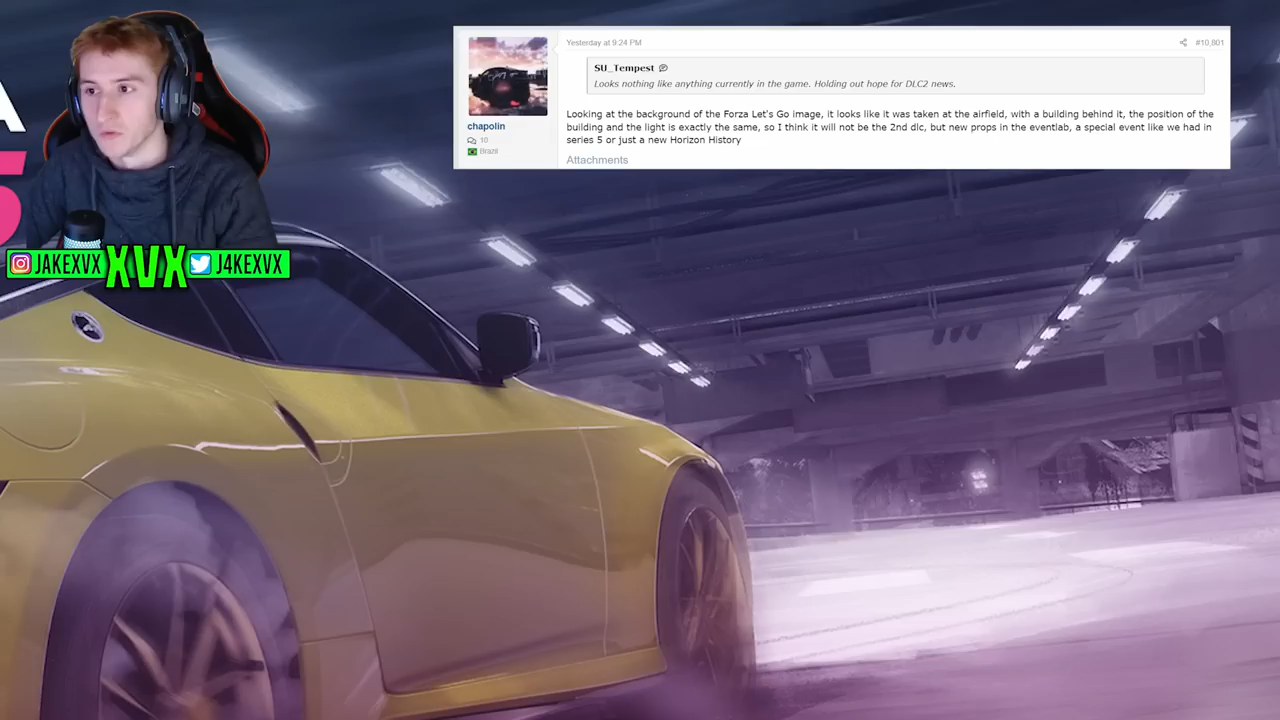 A
5
JAKEXVX XVX J4KEXVX
Yesterday at 9:24 PM
#10,801
SU_Tempest
Looks nothing like anything currently in the game. Holding out hope for DLC2 news.
chapolin
10
Brazil
Looking at the background of the Forza Let's Go image, it looks like it was taken at the airfield, with a building behind it, the position of the
building and the light is exactly the same, so I think it will not be the 2nd dlc, but new props in the eventlab, a special event like we had in
series 5 or just a new Horizon History
Attachments